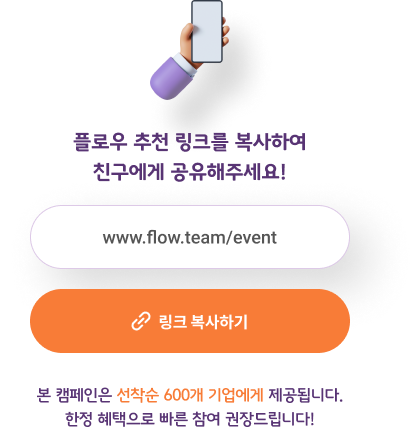 플로우 추천 링크를 복사하여
친구에게 공유해주세요!
www.flow.team/event
링크 복사하기
본 캠페인은 선착순 600개 기업에게 제공됩니다.
한정 혜택으로 빠른 참여 권장드립니다!